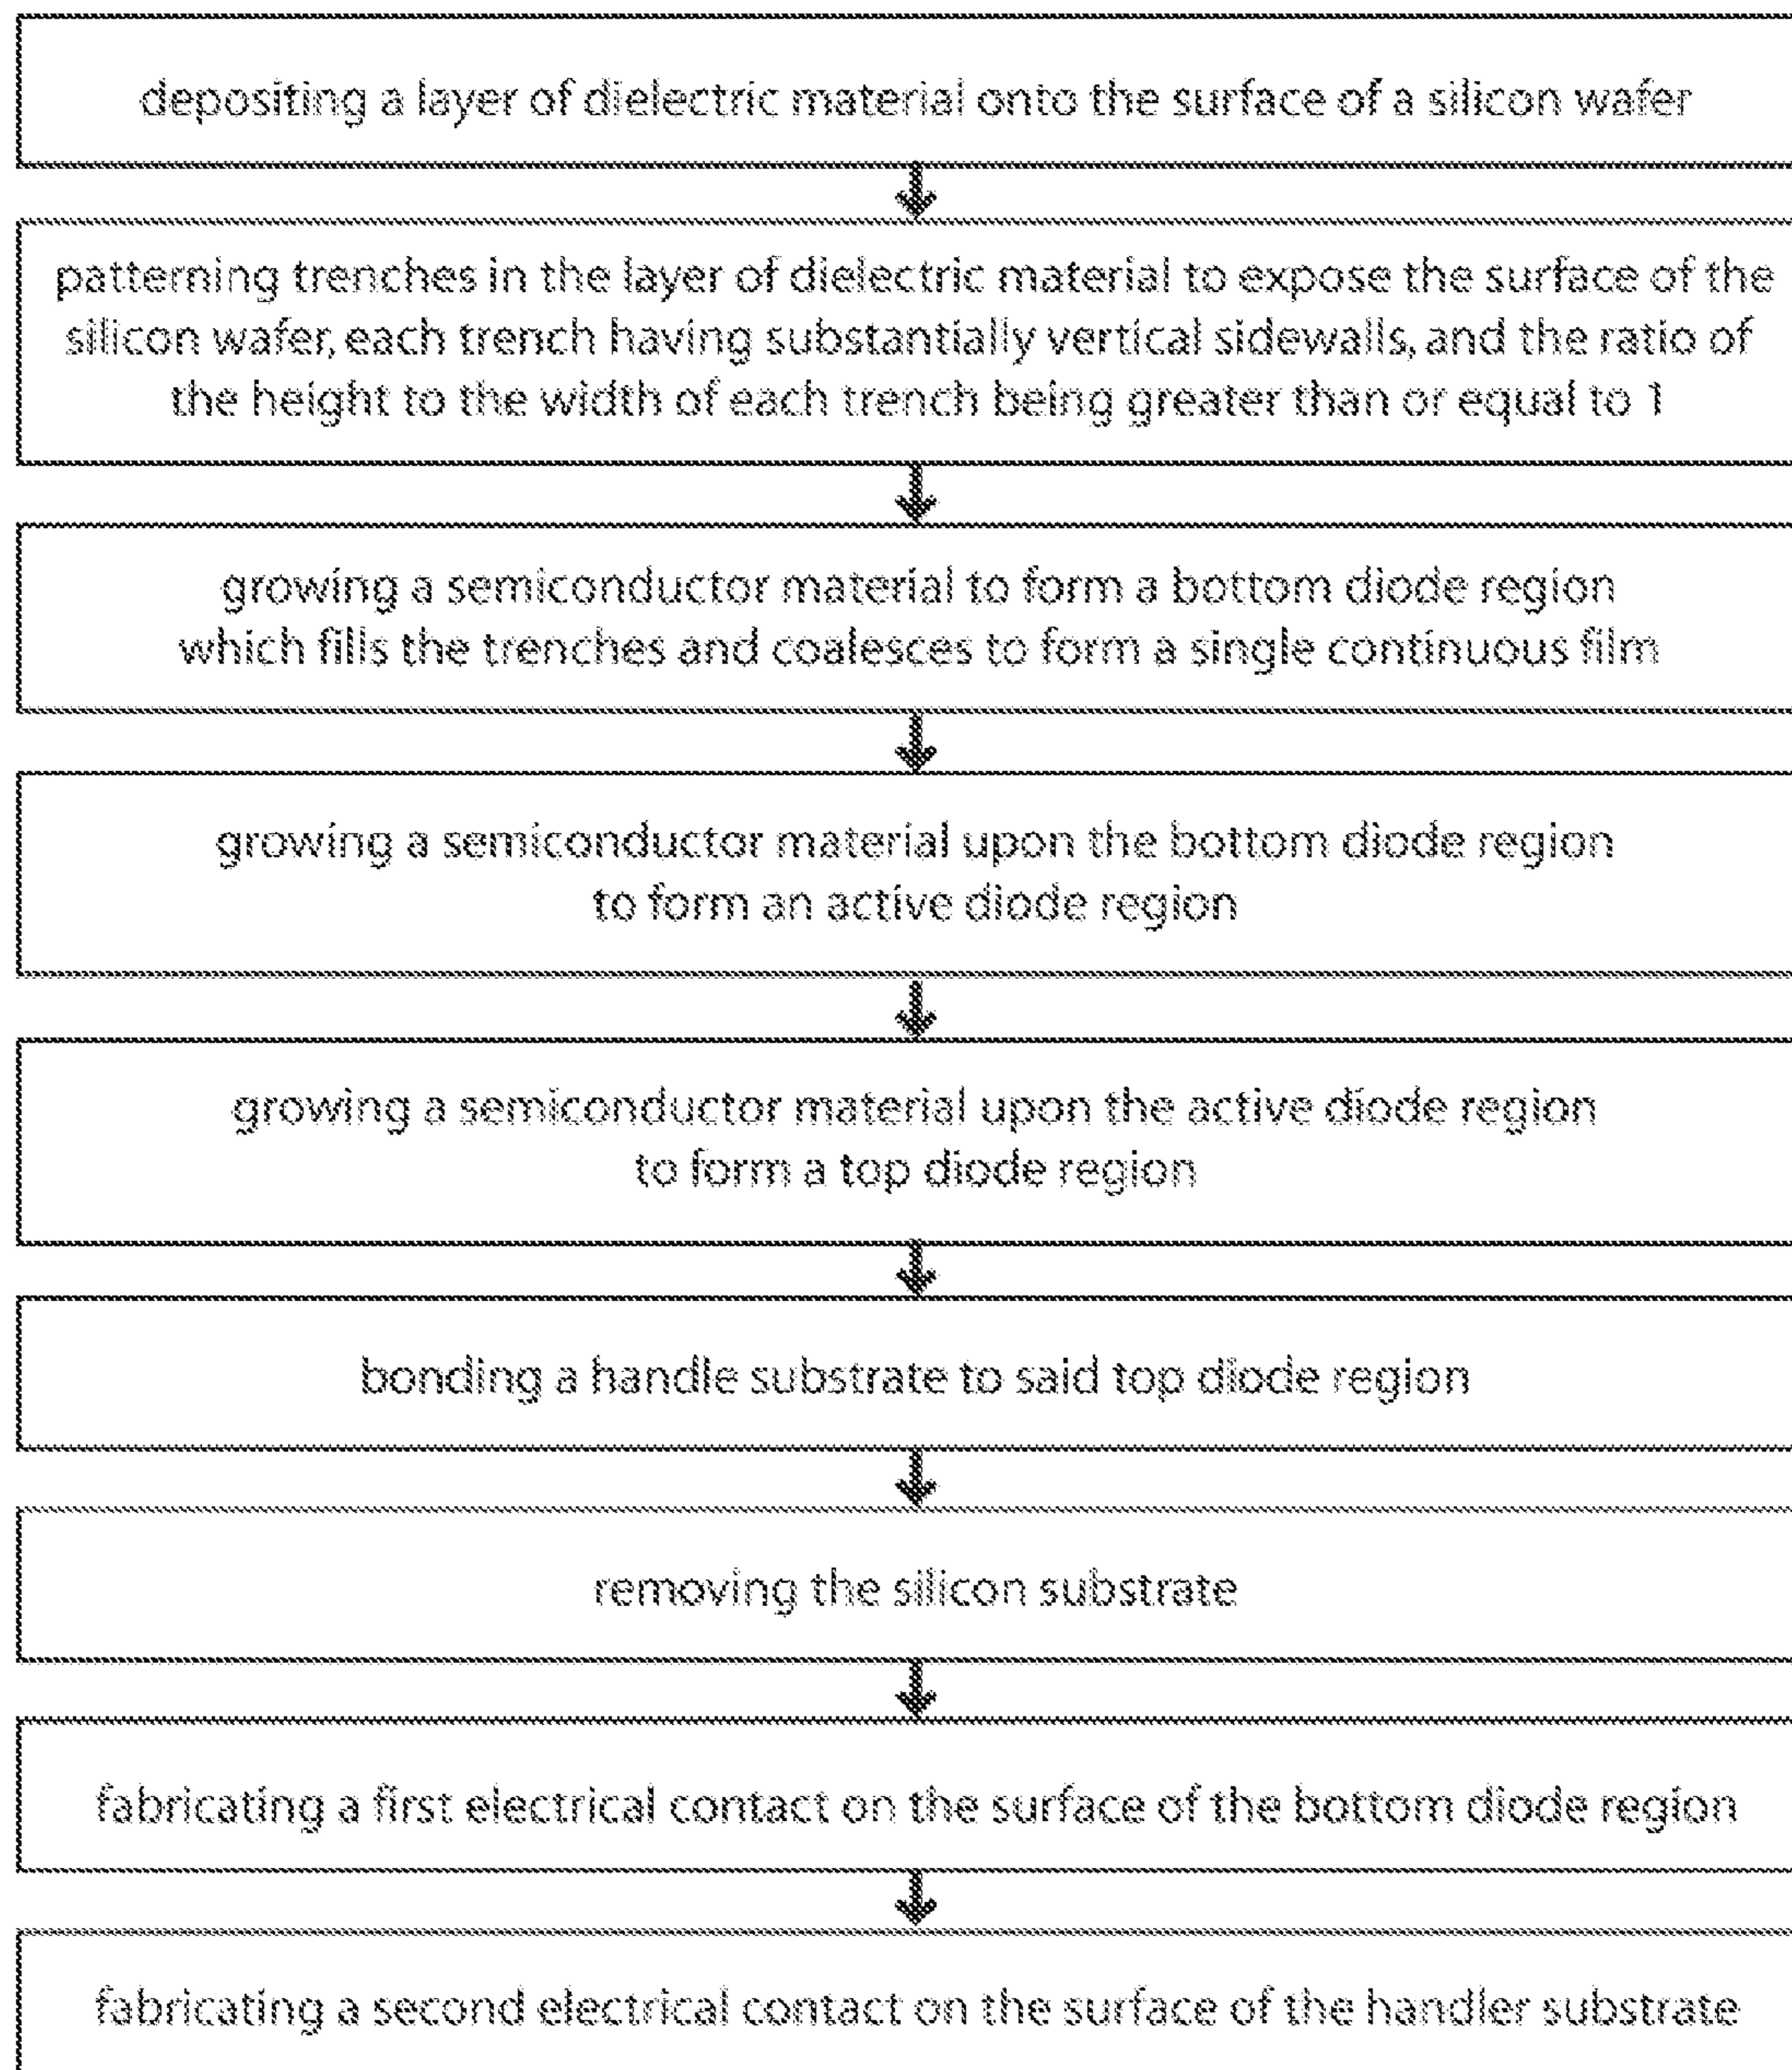 depositing a layer of dielectric material onto the surface of a silicon wafer
patterning trenches in the layer of dielectric material to expose the surface of the
silicon wafer, each trench having substantially vertical sidewalls, and the ratio of
the height to the width of each trench being greater than or equal to 1
growing a semiconductor material to form a bottom diode region
which fills the trenches and coalesces to form a single continuous film
growing a semiconductor material upon the bottom diode region
to form an active diode region
growing a semiconductor material upon the active diode region
to form a top diode region
bonding a handle substrate to said top diode region
removing the silicon substrate
fabricating a first electrical contact on the surface of the bottom diode region
fabricating a second electrical contact on the surface of the handler substrate